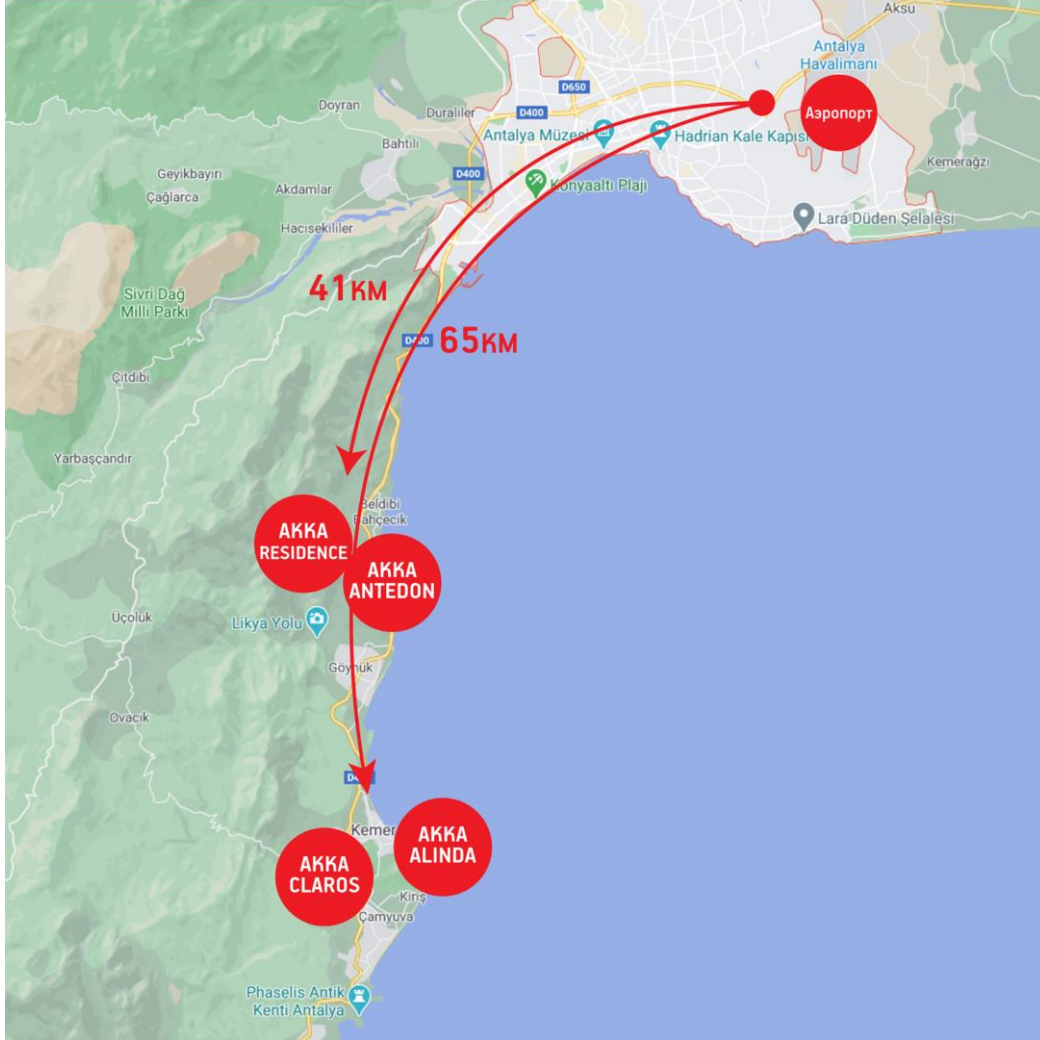 Aksu
Antalya
Havalimanı
Аэропорт
D650
Doyran
Duraliler
D400
Antalya Müzesi
Hadrian Kale Kapısı
Bahtılı
Kemerağzı
Geyikbayırı
D400
Konyaaltı Plajı
Akdamlar
Çağlarca
Lara Düden Şelalesi
Hacısekililer
41КМ
Sivri Dağ
Milli Parkı
D400
65КМ
Çitdibi
Yarbaşçandır
Beldibi
Bahçecik
AKKA
RESIDENCE
AKKA
ANTEDON
Üçoluk
Likya Yolu
Göynük
Ovacık
Kemer
AKKA
ALINDA
AKKA
CLAROS
Kiriş
Çamyuva
Phaselis Antik
Kenti Antalya